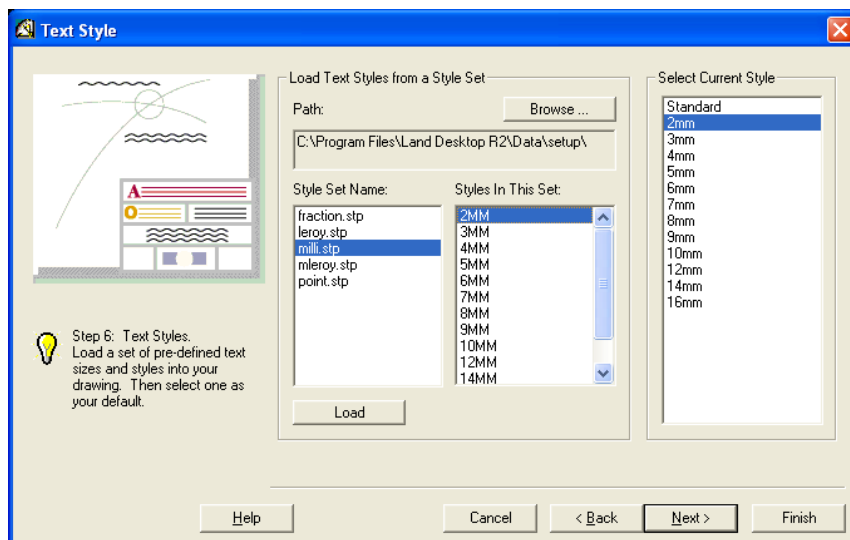 Text Style
Load Text Styles from a Style Set
Path:
Browse ...
C:\Program Files\Land Desktop R2\Data\setup\
Style Set Name:
fraction.stp
leroy.stp
milli.stp
mleroy.stp
point.stp
Styles In This Set:
2MM
3MM
4MM
5MM
6MM
7MM
8MM
9MM
10MM
12MM
14MM
Load
Select Current Style
Standard
2mm
3mm
4mm
5mm
6mm
7mm
8mm
9mm
10mm
12mm
14mm
16mm
A
O
Step 6: Text Styles.
Load a set of pre-defined text
sizes and styles into your
drawing. Then select one as
your default.
Help
Cancel
< Back
Next >
Finish